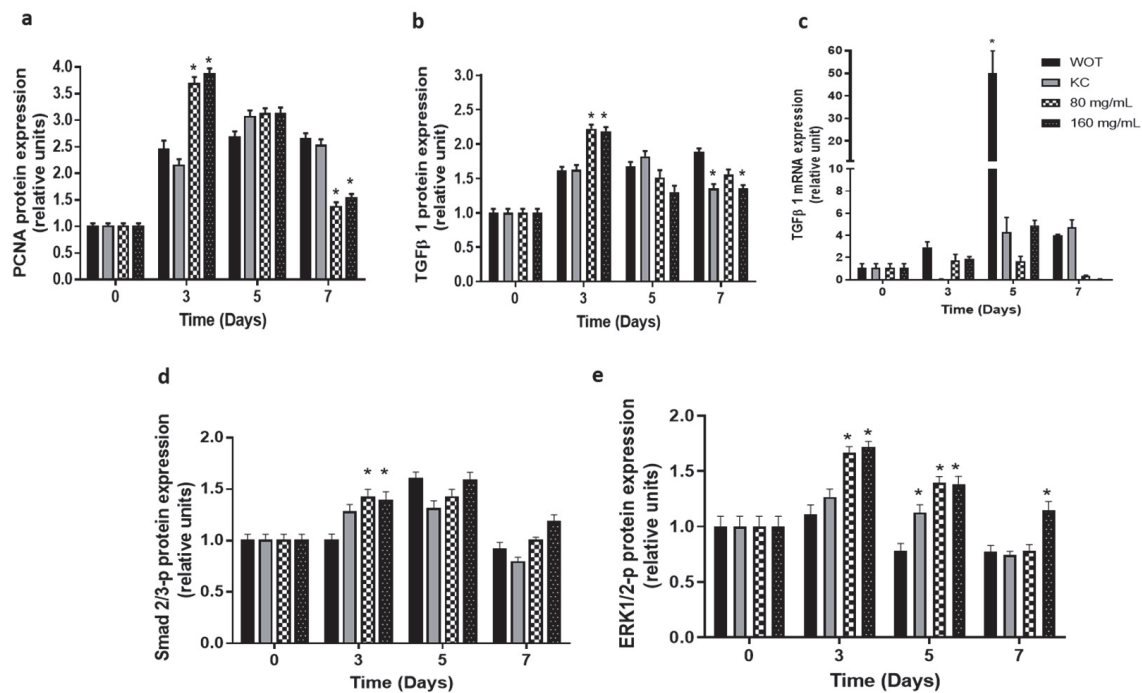 a
PCNA protein expression
(relative units)
4.0
3.5
3.0
2.5
2.0
1.5
1.0
0.5
0.0
* * * *
0 3 5 7
Time (Days)
b
TGFβ 1 protein expression
(relative unit)
3.0
2.5
2.0
1.5
1.0
0.5
0.0
* * * *
0 3 5 7
Time (Days)
c
TGFβ 1 mRNA expression
(relative unit)
60
50
40
30
20
10
10
8
6
4
2
0
*
0 3 5 7
Time (Days)
WOT
KC
80 mg/mL
160 mg/mL
d
Smad 2/3-p protein expression
(relative units)
2.0
1.5
1.0
0.5
0.0
* *
0 3 5 7
Time (Days)
e
ERK1/2-p protein expression
(relative units)
2.0
1.5
1.0
0.5
0.0
* * * * * *
0 3 5 7
Time (Days)